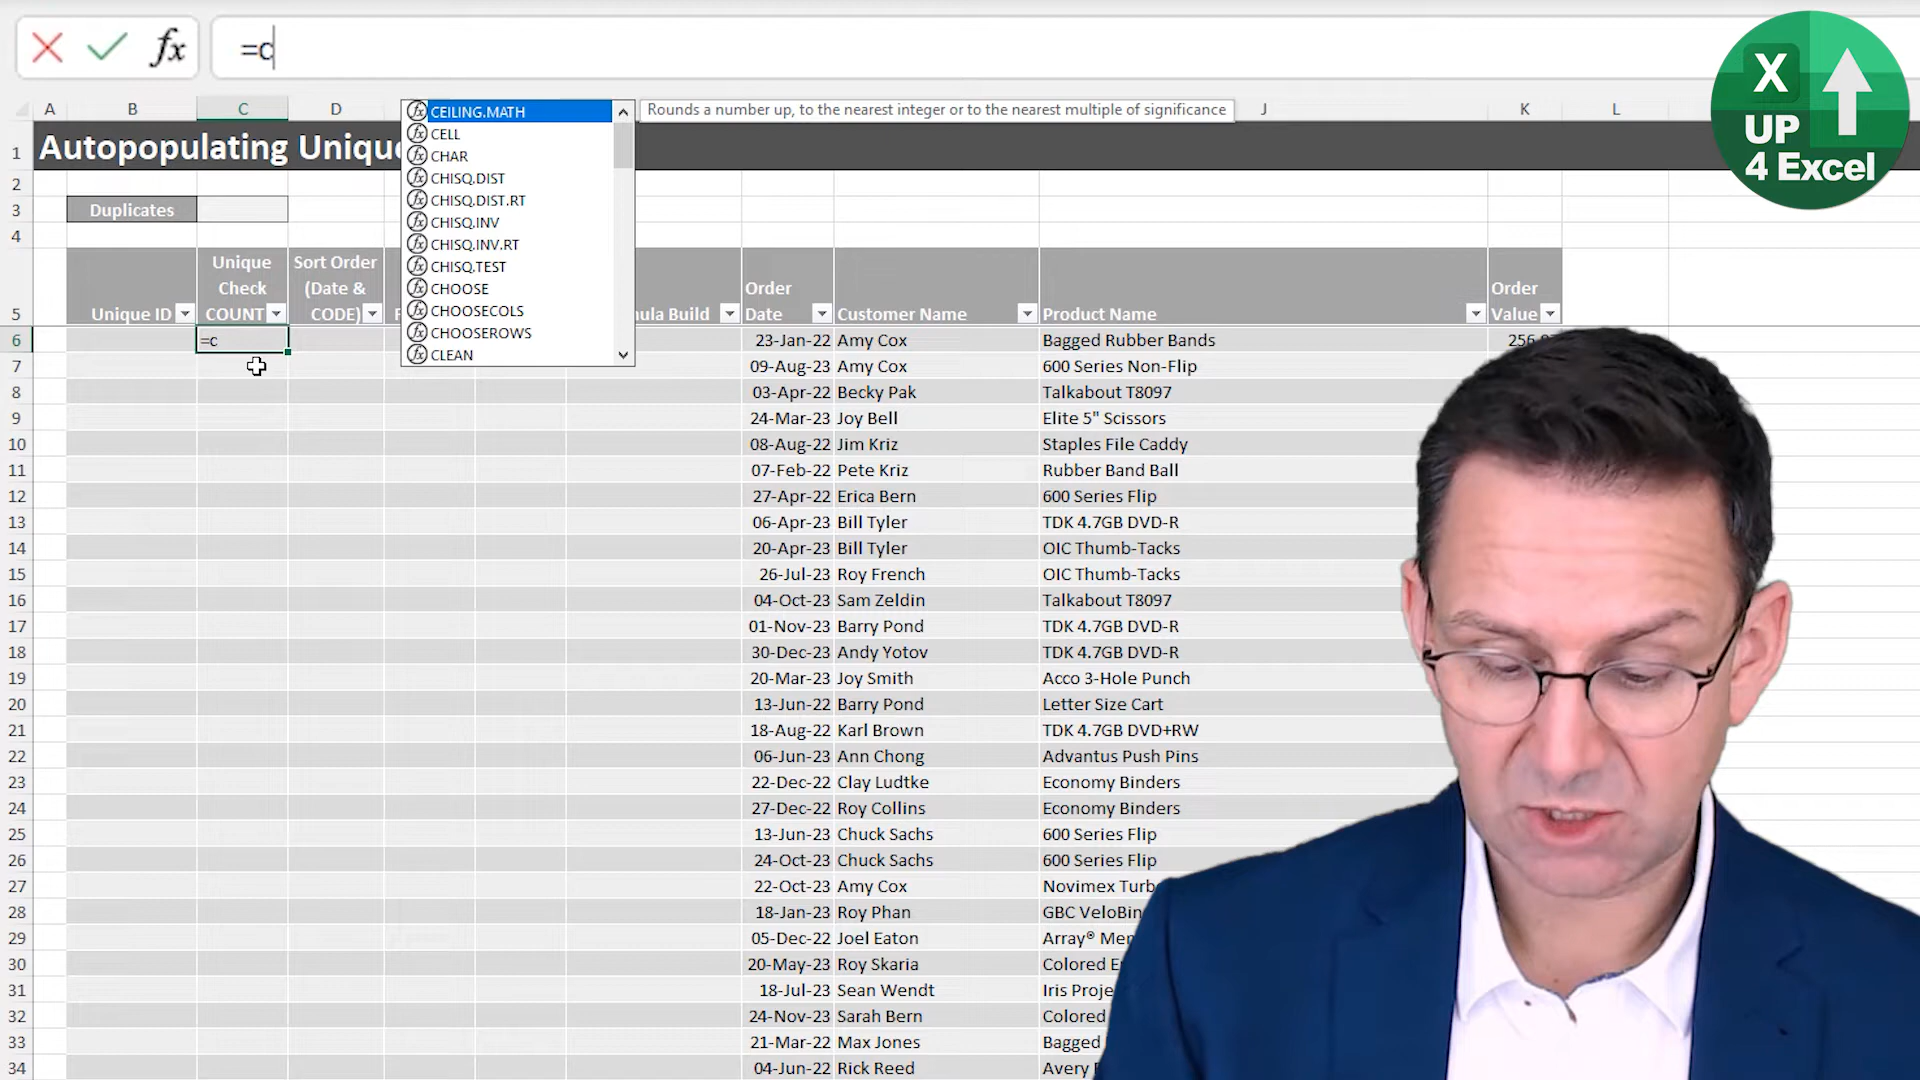 fx =c
X
UP
4 Excel
A B C D J K L
CEILING.MATH
CELL
CHAR
CHISQ.DIST
CHISQ.DIST.RT
CHISQ.INV
CHISQ.INV.RT
CHISQ.TEST
CHOOSE
CHOOSECOLS
CHOOSEROWS
CLEAN
Rounds a number up, to the nearest integer or to the nearest multiple of significance
1 Autopopulating Unique
2
3 Duplicates
4
5 Unique ID Unique Check COUNT Sort Order (Date & CODE) Build Order Date Customer Name Product Name Order Value
6 =c 23-Jan-22 Amy Cox Bagged Rubber Bands
7 09-Aug-23 Amy Cox 600 Series Non-Flip
8 03-Apr-22 Becky Pak Talkabout T8097
9 24-Mar-23 Joy Bell Elite 5" Scissors
10 08-Aug-22 Jim Kriz Staples File Caddy
11 07-Feb-22 Pete Kriz Rubber Band Ball
12 27-Apr-22 Erica Bern 600 Series Flip
13 06-Apr-23 Bill Tyler TDK 4.7GB DVD-R
14 20-Apr-23 Bill Tyler OIC Thumb-Tacks
15 26-Jul-23 Roy French OIC Thumb-Tacks
16 04-Oct-23 Sam Zeldin Talkabout T8097
17 01-Nov-23 Barry Pond TDK 4.7GB DVD-R
18 30-Dec-23 Andy Yotov TDK 4.7GB DVD-R
19 20-Mar-23 Joy Smith Acco 3-Hole Punch
20 13-Jun-22 Barry Pond Letter Size Cart
21 18-Aug-22 Karl Brown TDK 4.7GB DVD+RW
22 06-Jun-23 Ann Chong Advantus Push Pins
23 22-Dec-22 Clay Ludtke Economy Binders
24 27-Dec-22 Roy Collins Economy Binders
25 13-Jun-23 Chuck Sachs 600 Series Flip
26 24-Oct-23 Chuck Sachs 600 Series Flip
27 22-Oct-23 Amy Cox Novimex
28 18-Jan-23 Roy Phan GBC
29 05-Dec-22 Joel Eaton Array®
30 20-May-23 Roy Skaria Colored
31 18-Jul-23 Sean Wendt Iris
32 24-Nov-23 Sarah Bern Colored
33 21-Mar-22 Max Jones Bagged
34 04-Jun-22 Rick Reed Avery